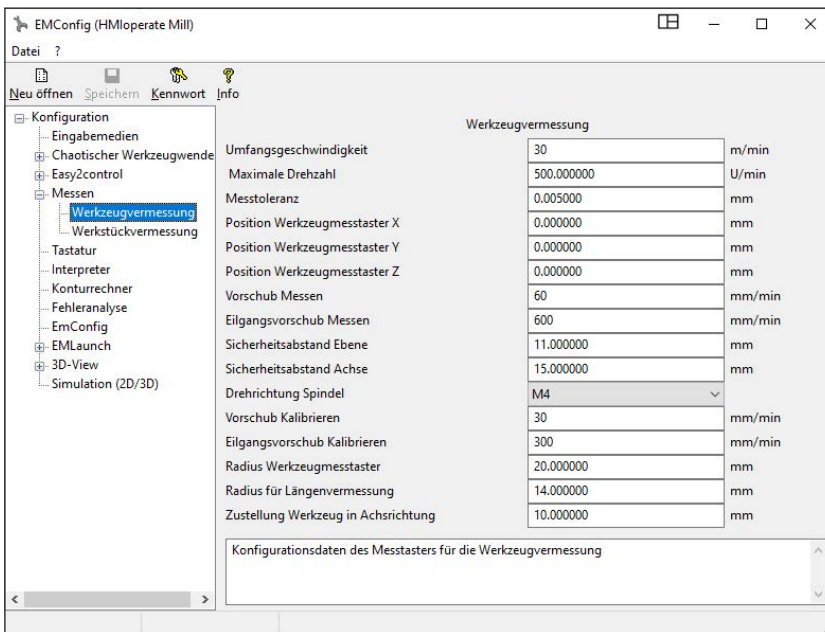 EMConfig (HMIoperate Mill)
Datei ?
Neu öffnen Speichern Kennwort Info
Konfiguration
Eingabemedien
Chaotischer Werkzeugwende
Easy2control
Messen
Werkzeugvermessung
Werkstückvermessung
Tastatur
Interpreter
Konturrechner
Fehleranalyse
EmConfig
EMLaunch
3D-View
Simulation (2D/3D)
Werkzeugvermessung
Umfangsgeschwindigkeit 30 m/min
Maximale Drehzahl 500.000000 U/min
Messtoleranz 0.005000 mm
Position Werkzeugmesstaster X 0.000000 mm
Position Werkzeugmesstaster Y 0.000000 mm
Position Werkzeugmesstaster Z 0.000000 mm
Vorschub Messen 60 mm/min
Eilgangsvorschub Messen 600 mm/min
Sicherheitsabstand Ebene 11.000000 mm
Sicherheitsabstand Achse 15.000000 mm
Drehrichtung Spindel M4
Vorschub Kalibrieren 30 mm/min
Eilgangsvorschub Kalibrieren 300 mm/min
Radius Werkzeugmesstaster 20.000000 mm
Radius für Längenvermessung 14.000000 mm
Zustellung Werkzeug in Achsrichtung 10.000000 mm
Konfigurationsdaten des Messtasters für die Werkzeugvermessung